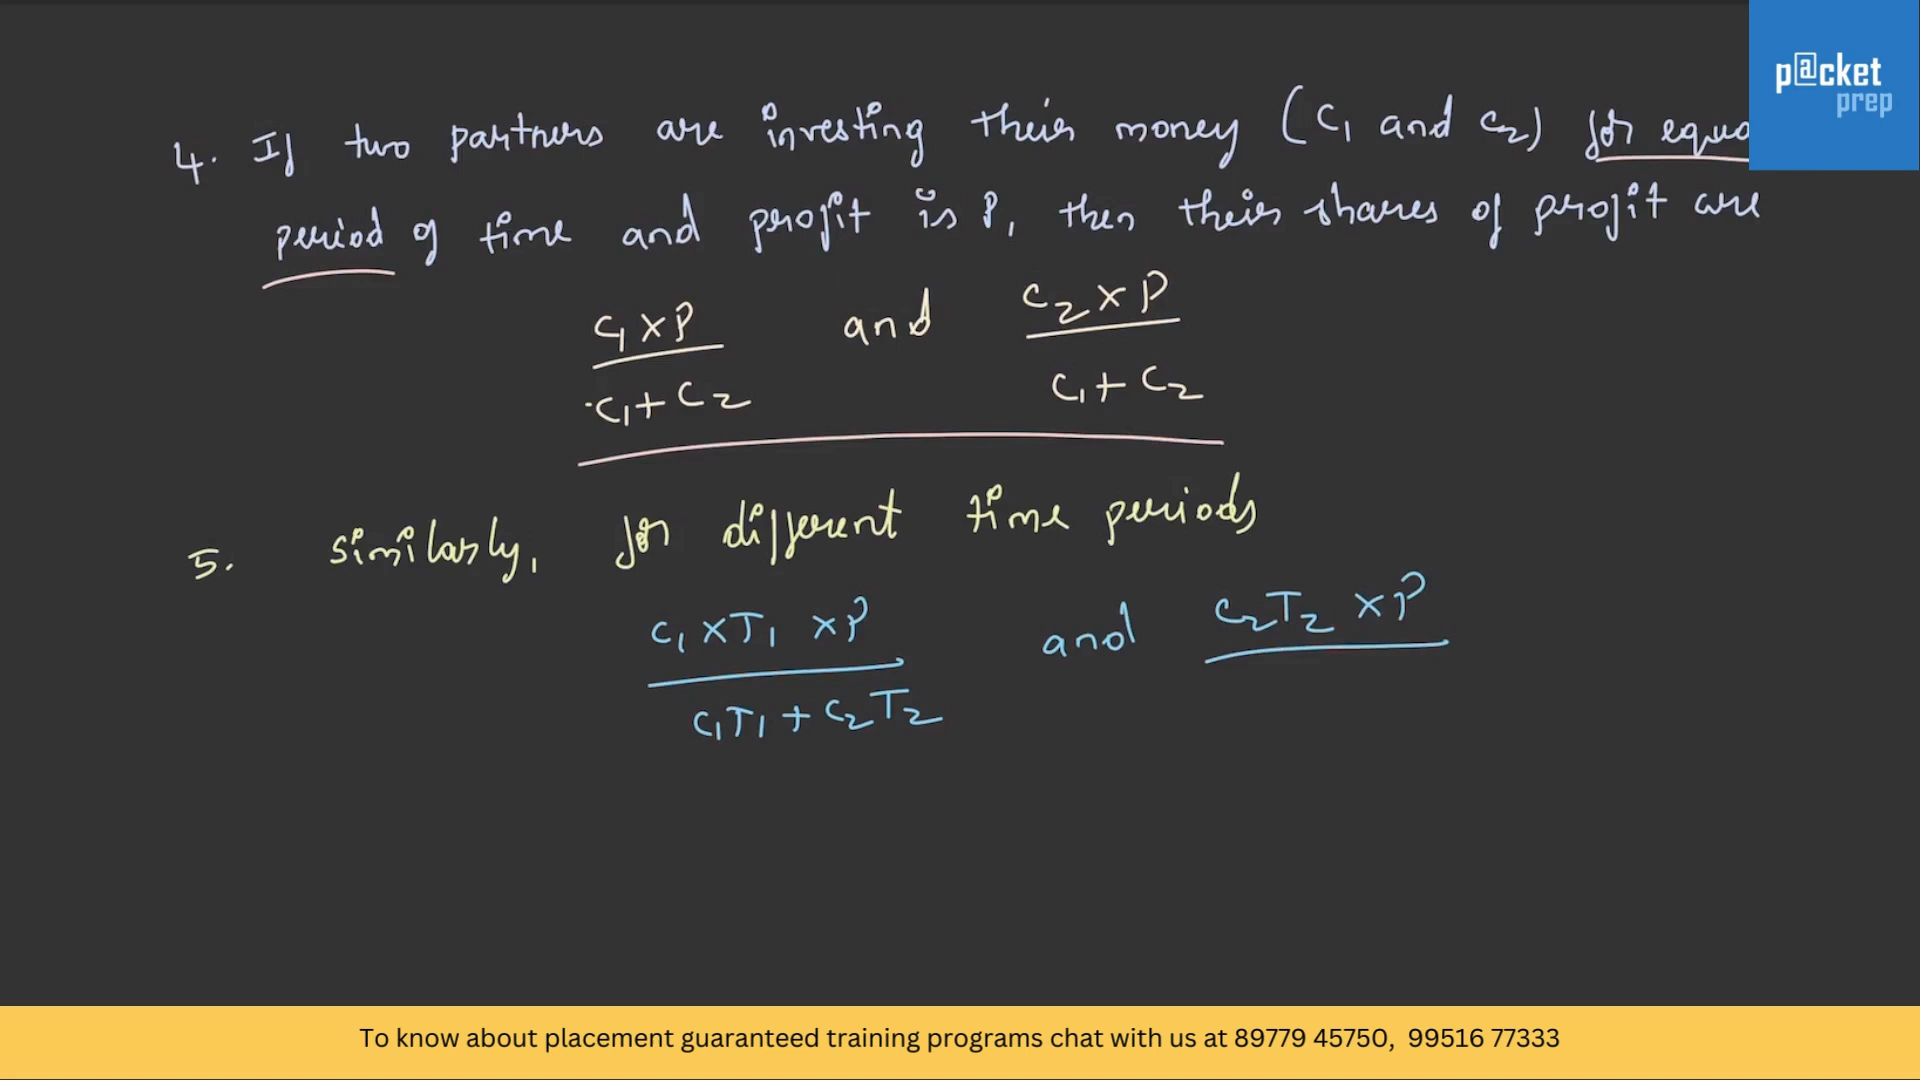 p@cket
prep
4. If two partners are investing their money (C1 and C2) for equa
period of time and profit is P, then their shares of profit are
C1 x P and C2 x P
C1 + C2 C1 + C2
5. similarly, for different time periods
C1 x T1 x P and C2T2 x P
C1T1 + C2T2
To know about placement guaranteed training programs chat with us at 89779 45750, 99516 77333